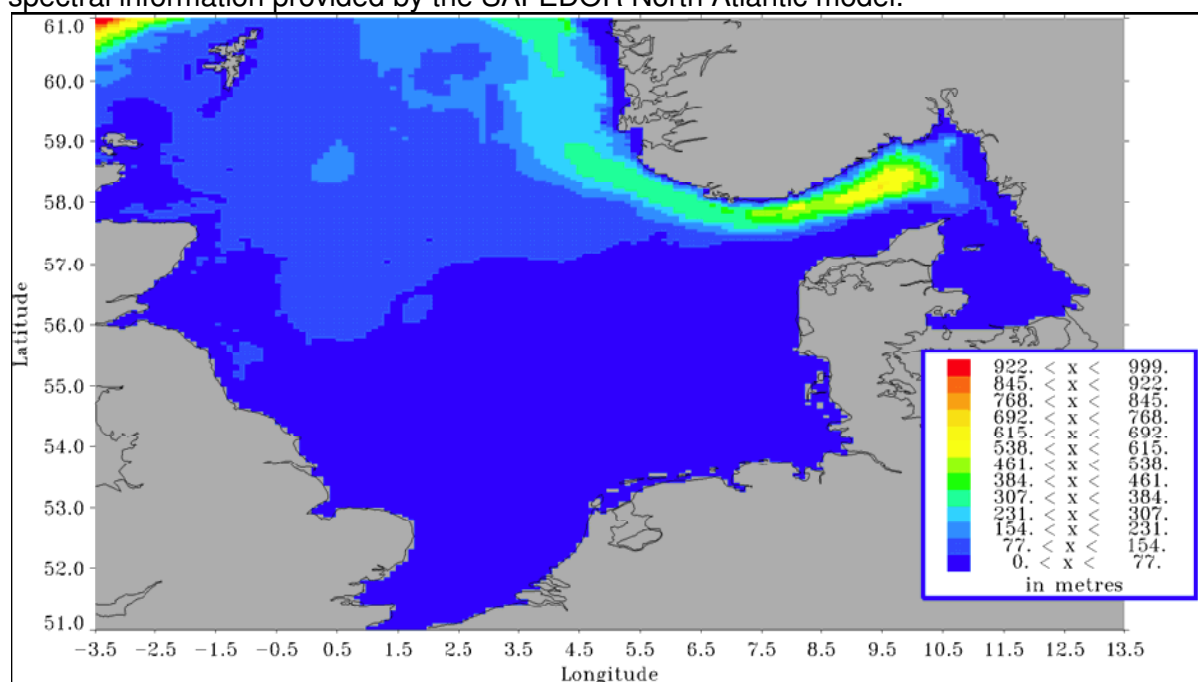 spectral information provided by the SAFEDOR North Atlantic model.
61.0
60.0
59.0
58.0
57.0
56.0
55.0
54.0
53.0
52.0
51.0
Latitude
922. < x < 999.
845. < x < 922.
768. < x < 845.
692. < x < 768.
615. < x < 692.
538. < x < 615.
461. < x < 538.
384. < x < 461.
307. < x < 384.
231. < x < 307.
154. < x < 231.
77. < x < 154.
0. < x < 77.
in metres
-3.5 -2.5 -1.5 -0.5 0.5 1.5 2.5 3.5 4.5 5.5 6.5 7.5 8.5 9.5 10.5 11.5 12.5 13.5
Longitude